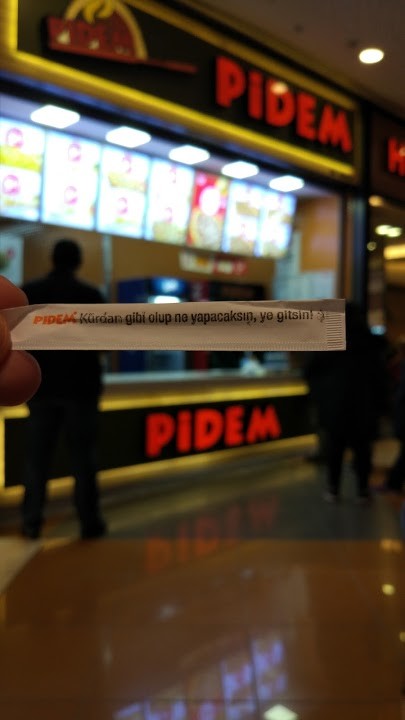 PIDEM
PiDEM
H
PIDEM Kürdan gibi olup ne yapacaksın, ye gitsin! :)
PiDEM